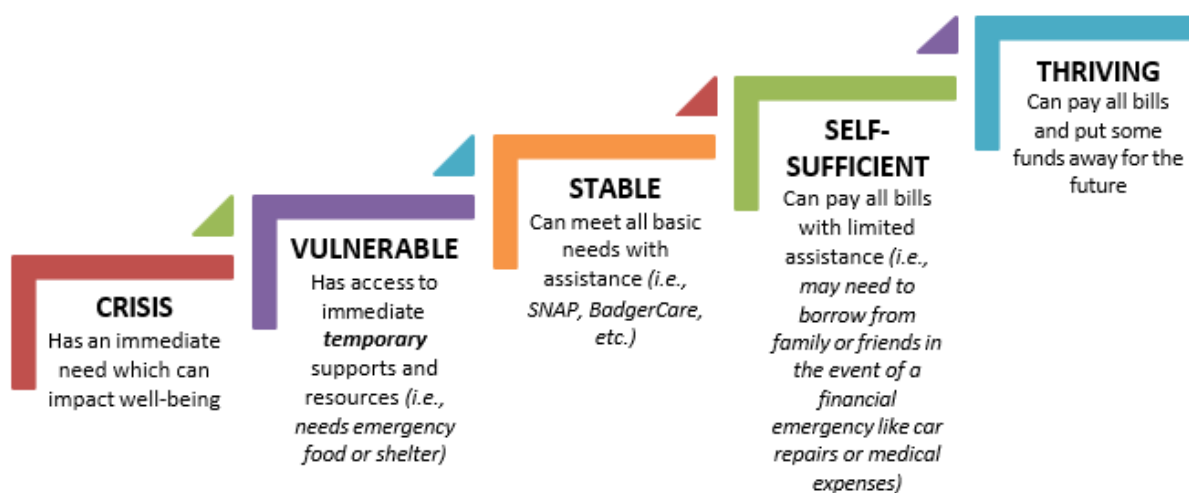 CRISIS
Has an immediate
need which can
impact well-being
VULNERABLE
Has access to
immediate
temporary
supports and
resources (i.e.,
needs emergency
food or shelter)
STABLE
Can meet all basic
needs with
assistance (i.e.,
SNAP, BadgerCare,
etc.)
SELF-
SUFFICIENT
Can pay all bills
with limited
assistance (i.e.,
may need to
borrow from
family or friends in
the event of a
financial
emergency like car
repairs or medical
expenses)
THRIVING
Can pay all bills
and put some
funds away for the
future